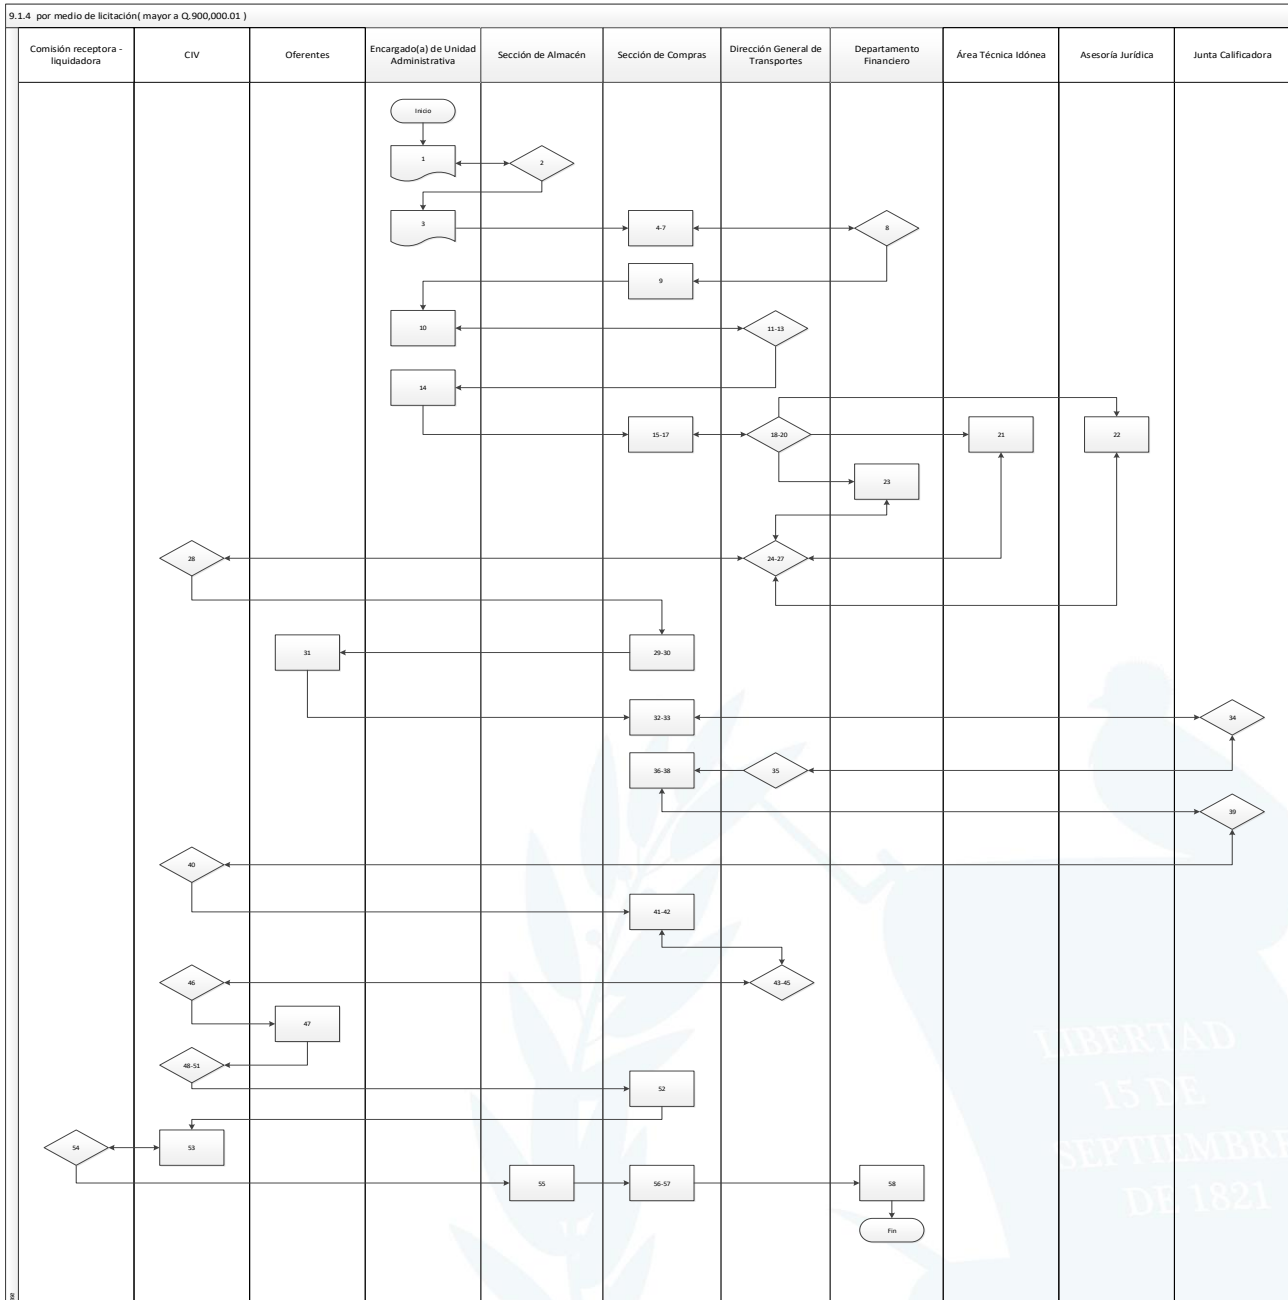 9.1.4 por medio de licitación( mayor a Q.900,000.01 )
Comisión receptora -
liquidadora
CIV
Oferentes
Encargado(a) de Unidad
Administrativa
Sección de Almacén
Sección de Compras
Dirección General de
Transportes
Departamento
Financiero
Área Técnica Idónea
Asesoría Jurídica
Junta Calificadora
Inicio
1
2
3
4-7
8
9
10
11-13
14
15-17
18-20
21
22
23
28
24-27
31
29-30
32-33
34
36-38
35
39
40
41-42
46
43-45
47
48-51
52
54
53
55
56-57
58
Fin
LIBERTAD
15 DE
SEPTIEMBRE
DE 1821